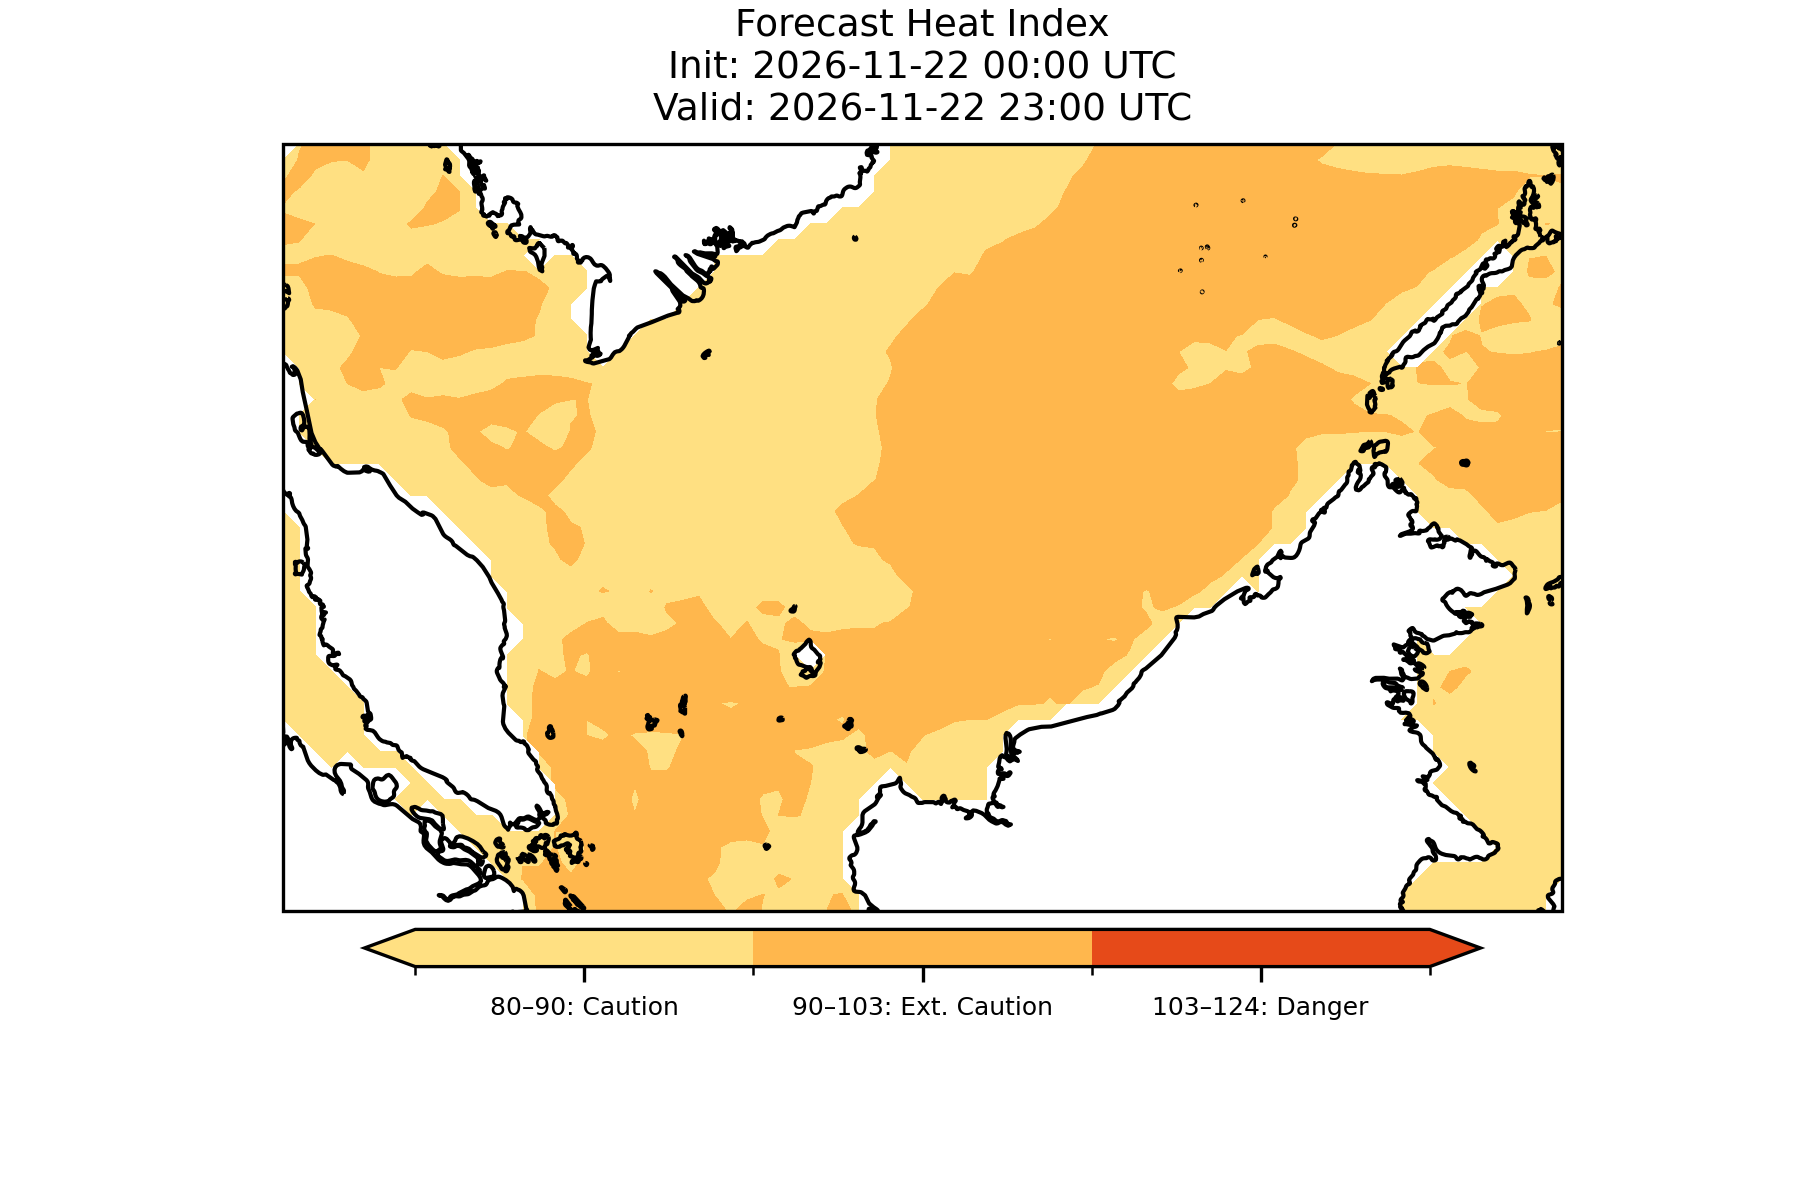 Forecast Heat Index
Init: 2026-11-22 00:00 UTC
Valid: 2026-11-22 23:00 UTC
80–90: Caution
90–103: Ext. Caution
103–124: Danger